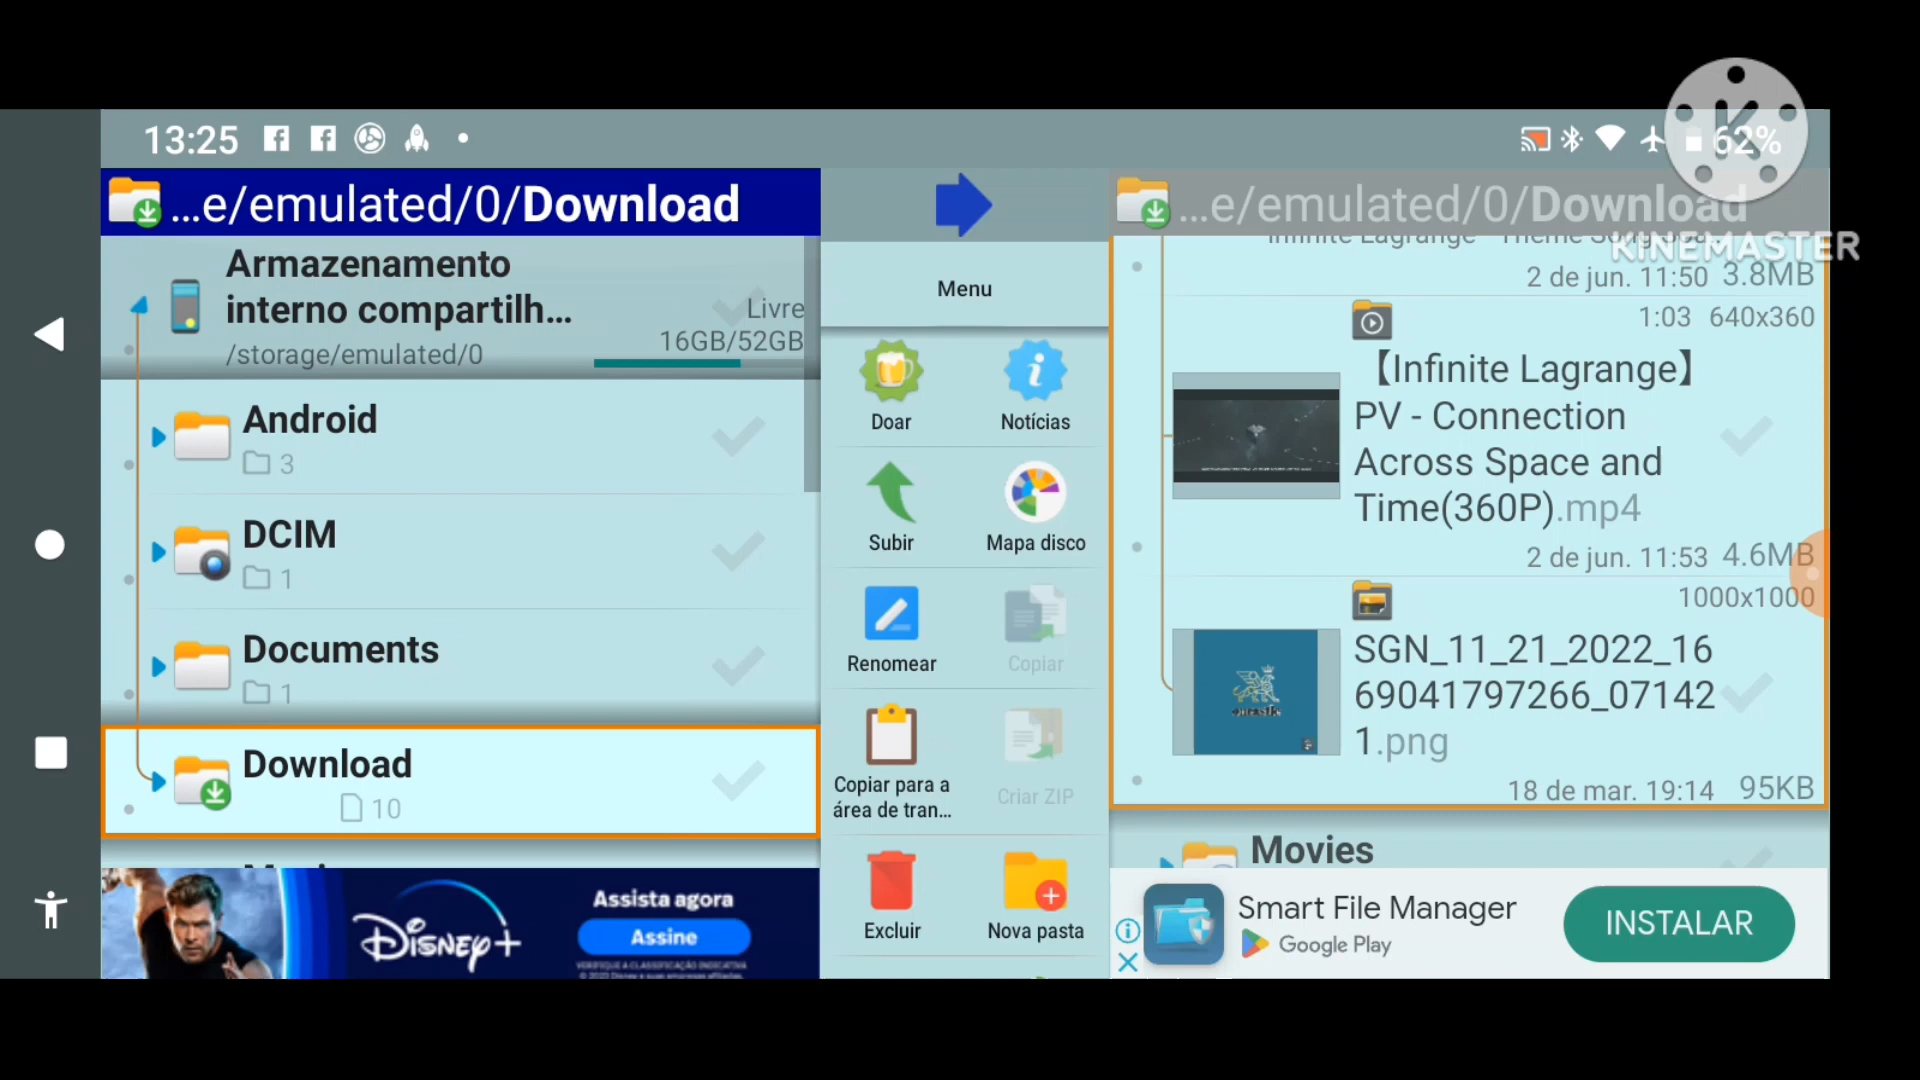 13:25
62%
KINEMASTER
...e/emulated/0/Download
Armazenamento
interno compartilh...
/storage/emulated/0
Livre
16GB/52GB
Android
3
DCIM
1
Documents
1
Download
10
DISNEY+
Assista agora
Assine
Menu
Doar
Notícias
Subir
Mapa disco
Renomear
Copiar
Copiar para a
área de tran...
Criar ZIP
Excluir
Nova pasta
...e/emulated/0/Download
Infinite Lagrange
2 de jun. 11:50 3.8MB
1:03 640x360
【Infinite Lagrange】
PV - Connection
Across Space and
Time(360P).mp4
2 de jun. 11:53 4.6MB
1000x1000
SGN_11_21_2022_16
69041797266_07142
1.png
18 de mar. 19:14 95KB
Movies
Smart File Manager
Google Play
INSTALAR